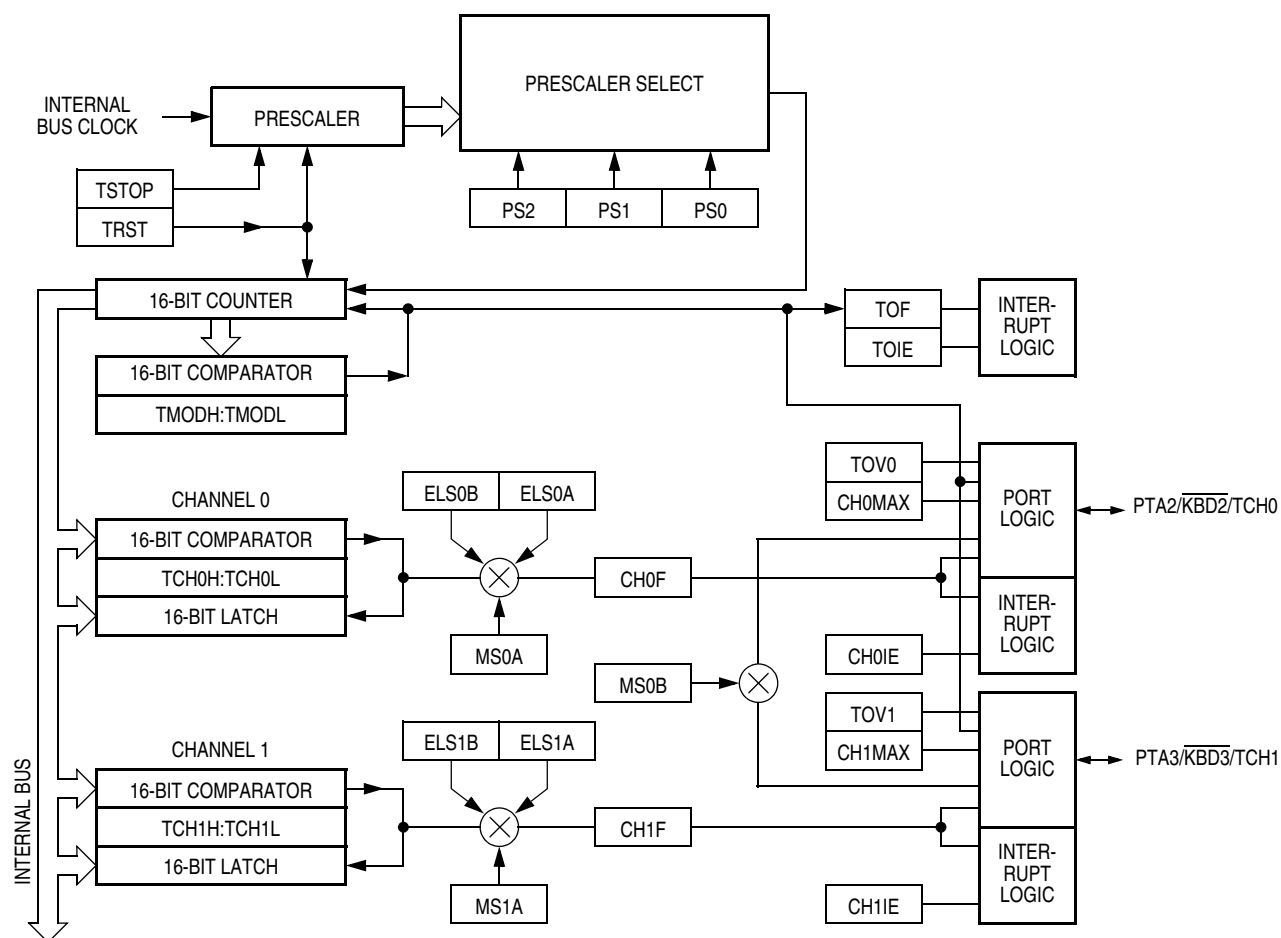 PRESCALER SELECT
INTERNAL
BUS CLOCK
PRESCALER
TSTOP
TRST
PS2 PS1 PS0
16-BIT COUNTER
TOF
TOIE
INTER-
RUPT
LOGIC
16-BIT COMPARATOR
TMODH:TMODL
CHANNEL 0
16-BIT COMPARATOR
TCH0H:TCH0L
16-BIT LATCH
ELS0B ELS0A
MS0A
CH0F
TOV0
CH0MAX
PORT
LOGIC
PTA2/KBD2/TCH0
INTER-
RUPT
LOGIC
CH0IE
MS0B
CHANNEL 1
16-BIT COMPARATOR
TCH1H:TCH1L
16-BIT LATCH
ELS1B ELS1A
MS1A
CH1F
TOV1
CH1MAX
PORT
LOGIC
PTA3/KBD3/TCH1
INTER-
RUPT
LOGIC
CH1IE
INTERNAL BUS